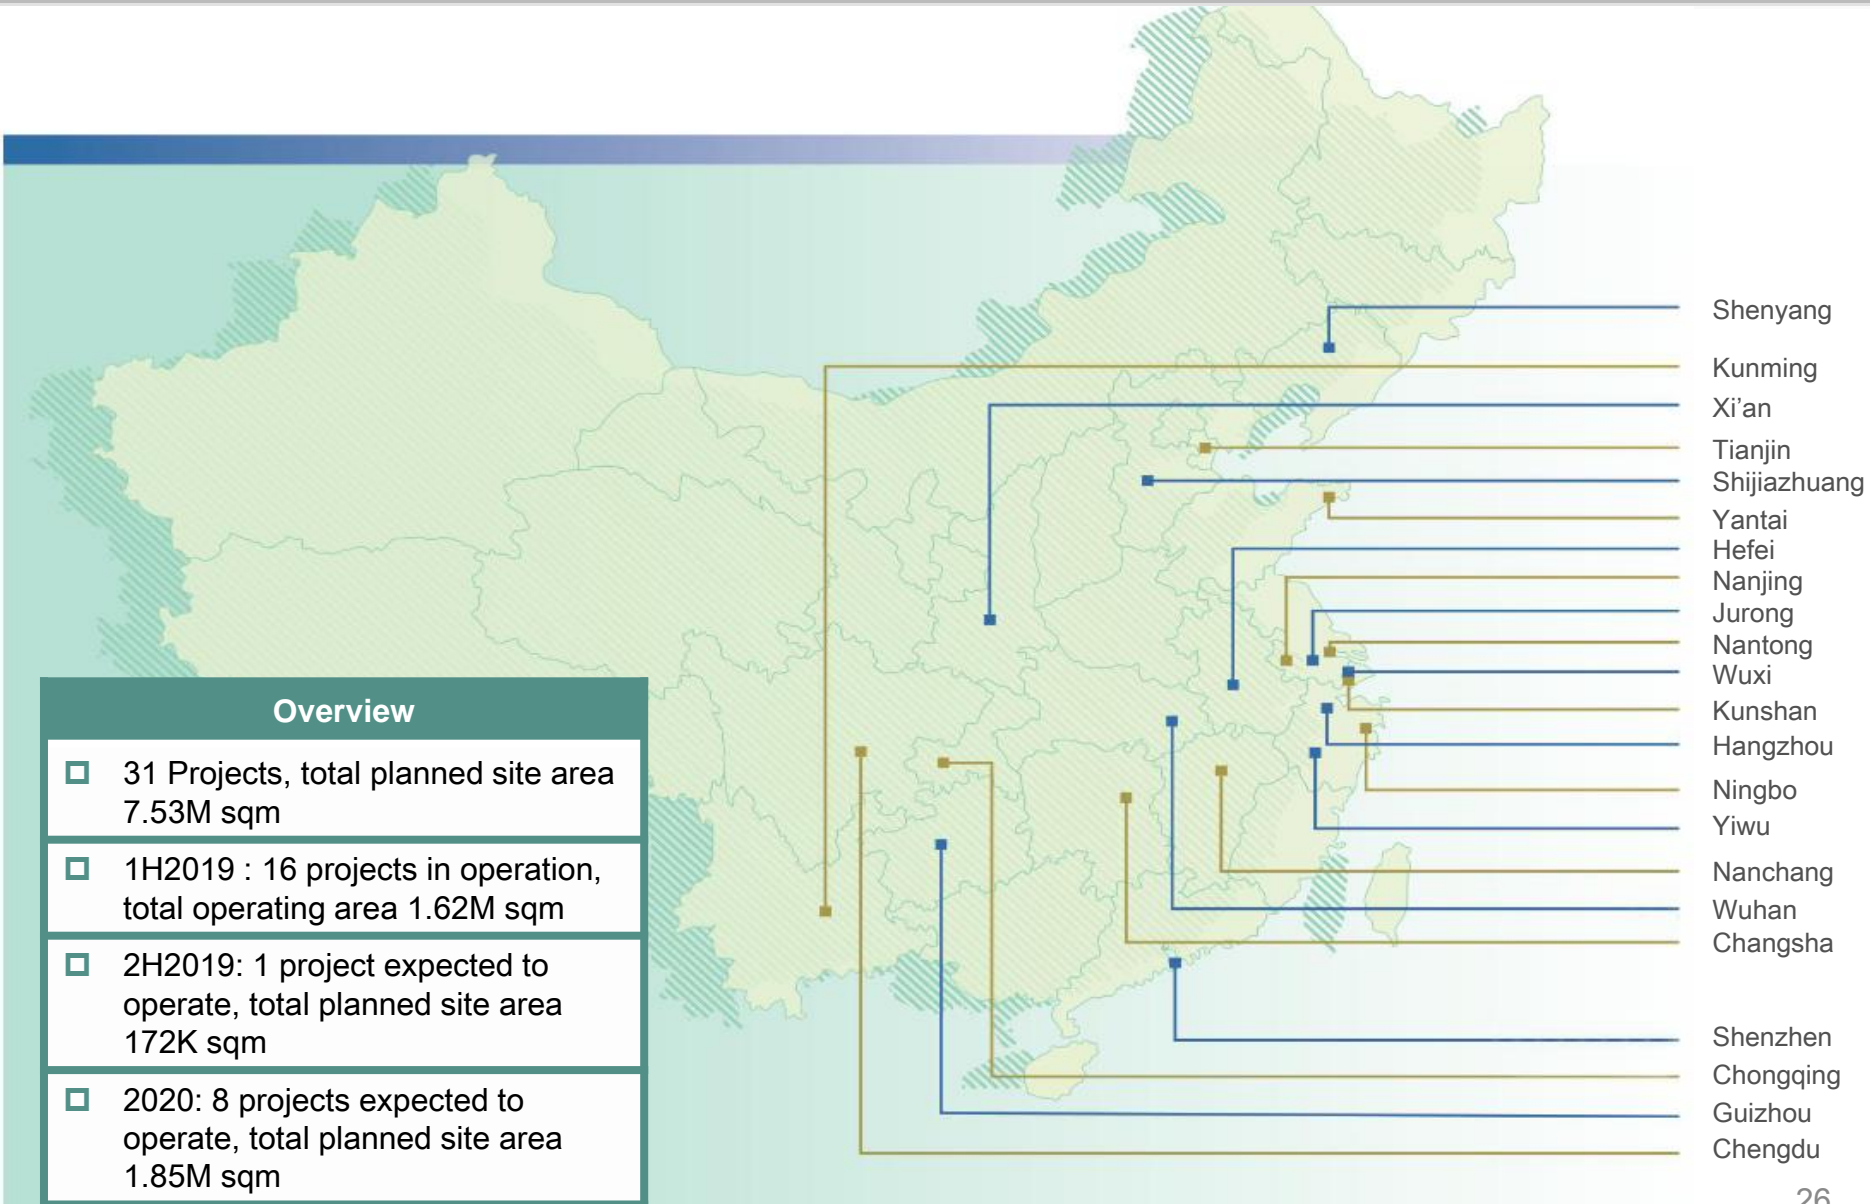 Overview
31 Projects, total planned site area
7.53M sqm
1H2019 : 16 projects in operation,
total operating area 1.62M sqm
2H2019: 1 project expected to
operate, total planned site area
172K sqm
2020: 8 projects expected to
operate, total planned site area
1.85M sqm
Shenyang
Kunming
Xi’an
Tianjin
Shijiazhuang
Yantai
Hefei
Nanjing
Jurong
Nantong
Wuxi
Kunshan
Hangzhou
Ningbo
Yiwu
Nanchang
Wuhan
Changsha
Shenzhen
Chongqing
Guizhou
Chengdu
26